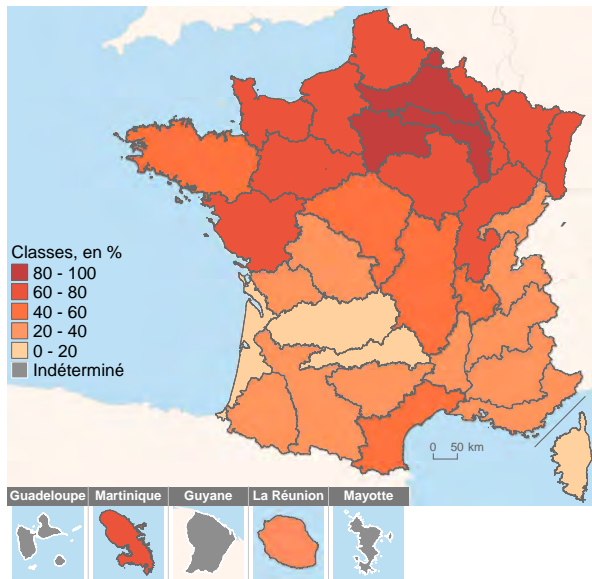 Classes, en %
80 - 100
60 - 80
40 - 60
20 - 40
0 - 20
Indéterminé
0 50 km
Guadeloupe Martinique Guyane La Réunion Mayotte